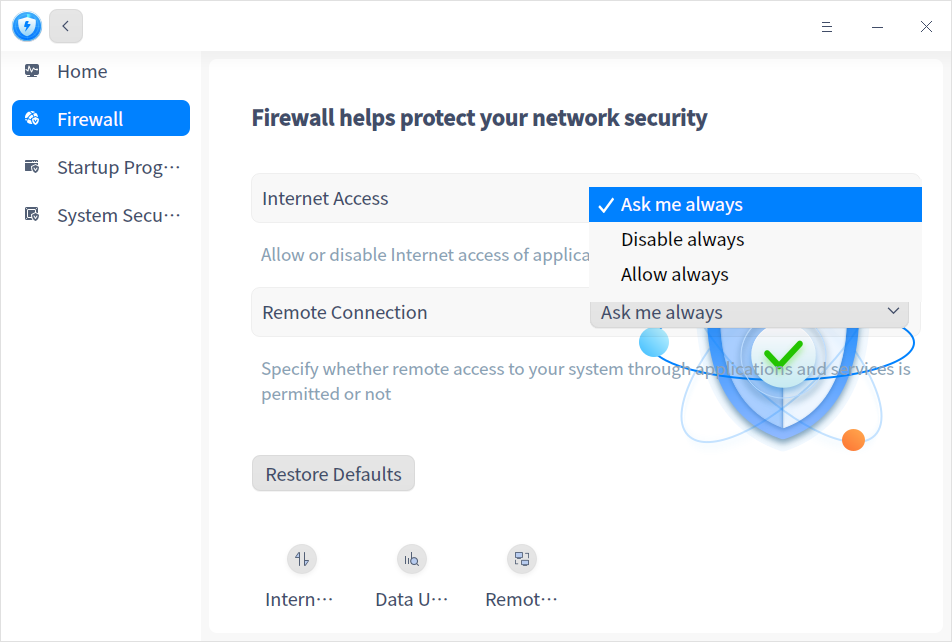 Home
Firewall
Startup Prog···
System Secu···
Firewall helps protect your network security
Internet Access
Ask me always
Disable always
Allow always
Allow or disable Internet access of applica
Remote Connection
Ask me always
Specify whether remote access to your system through applications and services is
permitted or not
Restore Defaults
Intern···
Data U···
Remot···